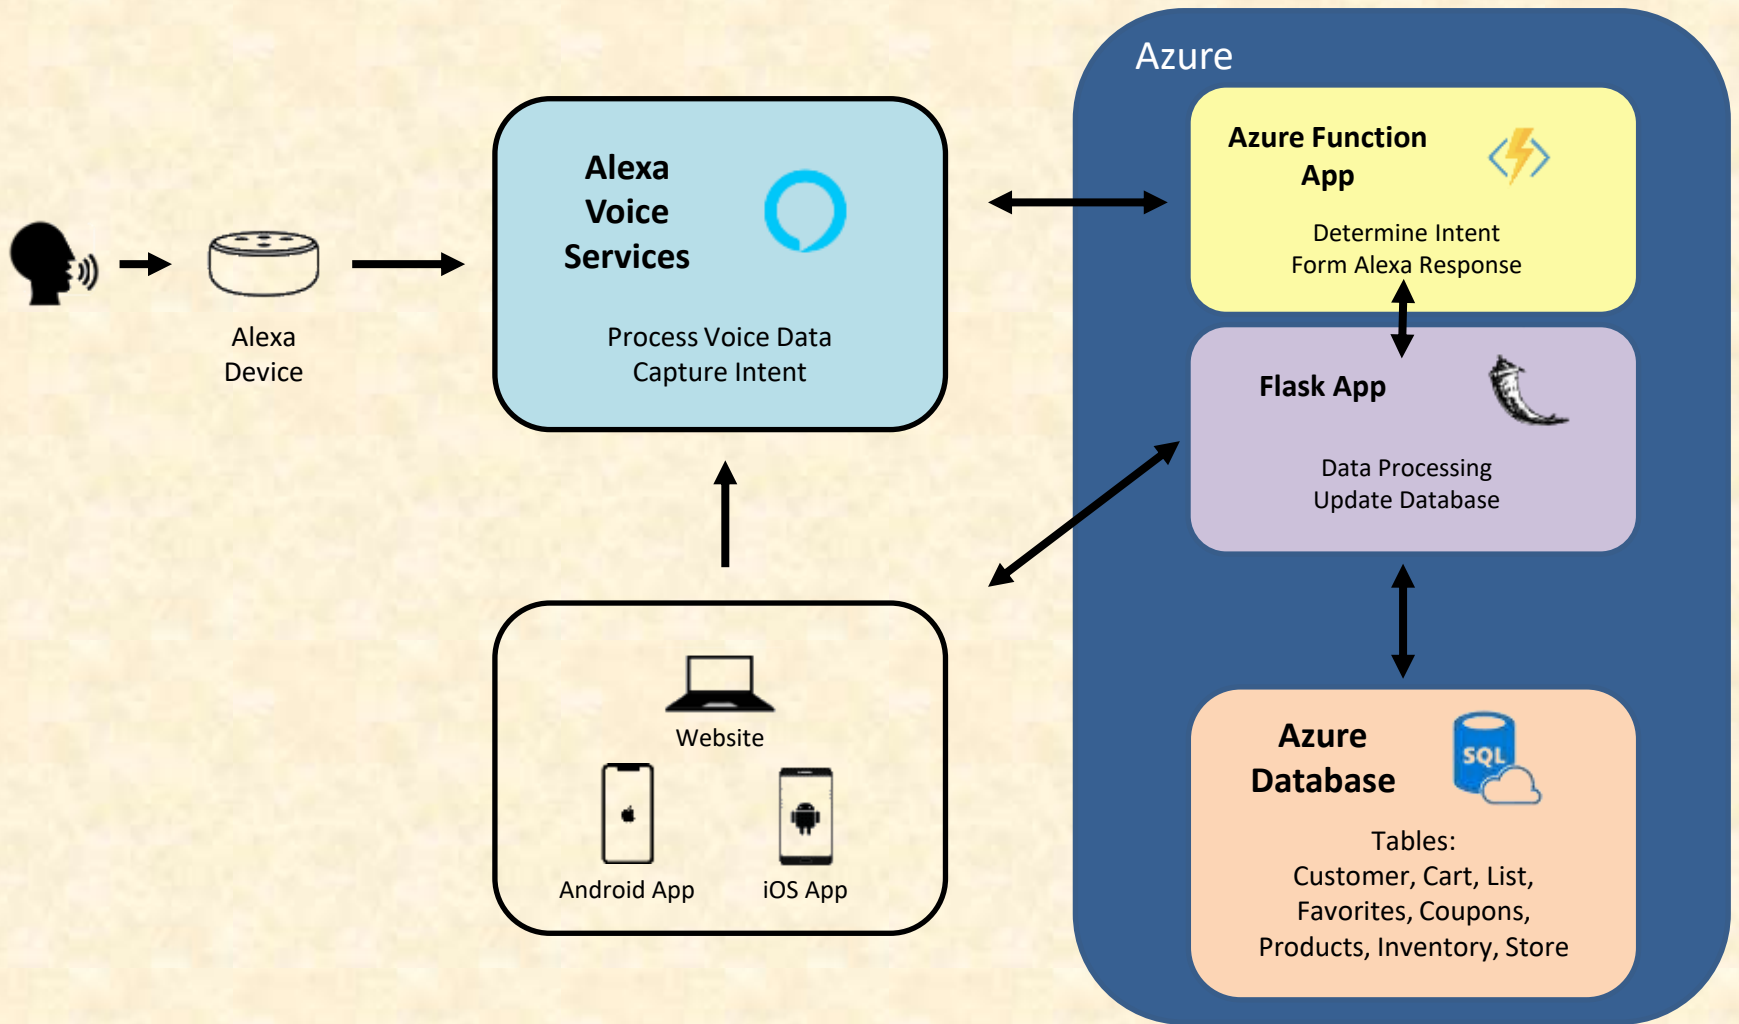 Azure
Alexa
Voice
Services
Process Voice Data
Capture Intent
Azure Function
App
Determine Intent
Form Alexa Response
Alexa
Device
Flask App
Data Processing
Update Database
Website
Android App
iOS App
Azure
Database
SQL
Tables:
Customer, Cart, List,
Favorites, Coupons,
Products, Inventory, Store